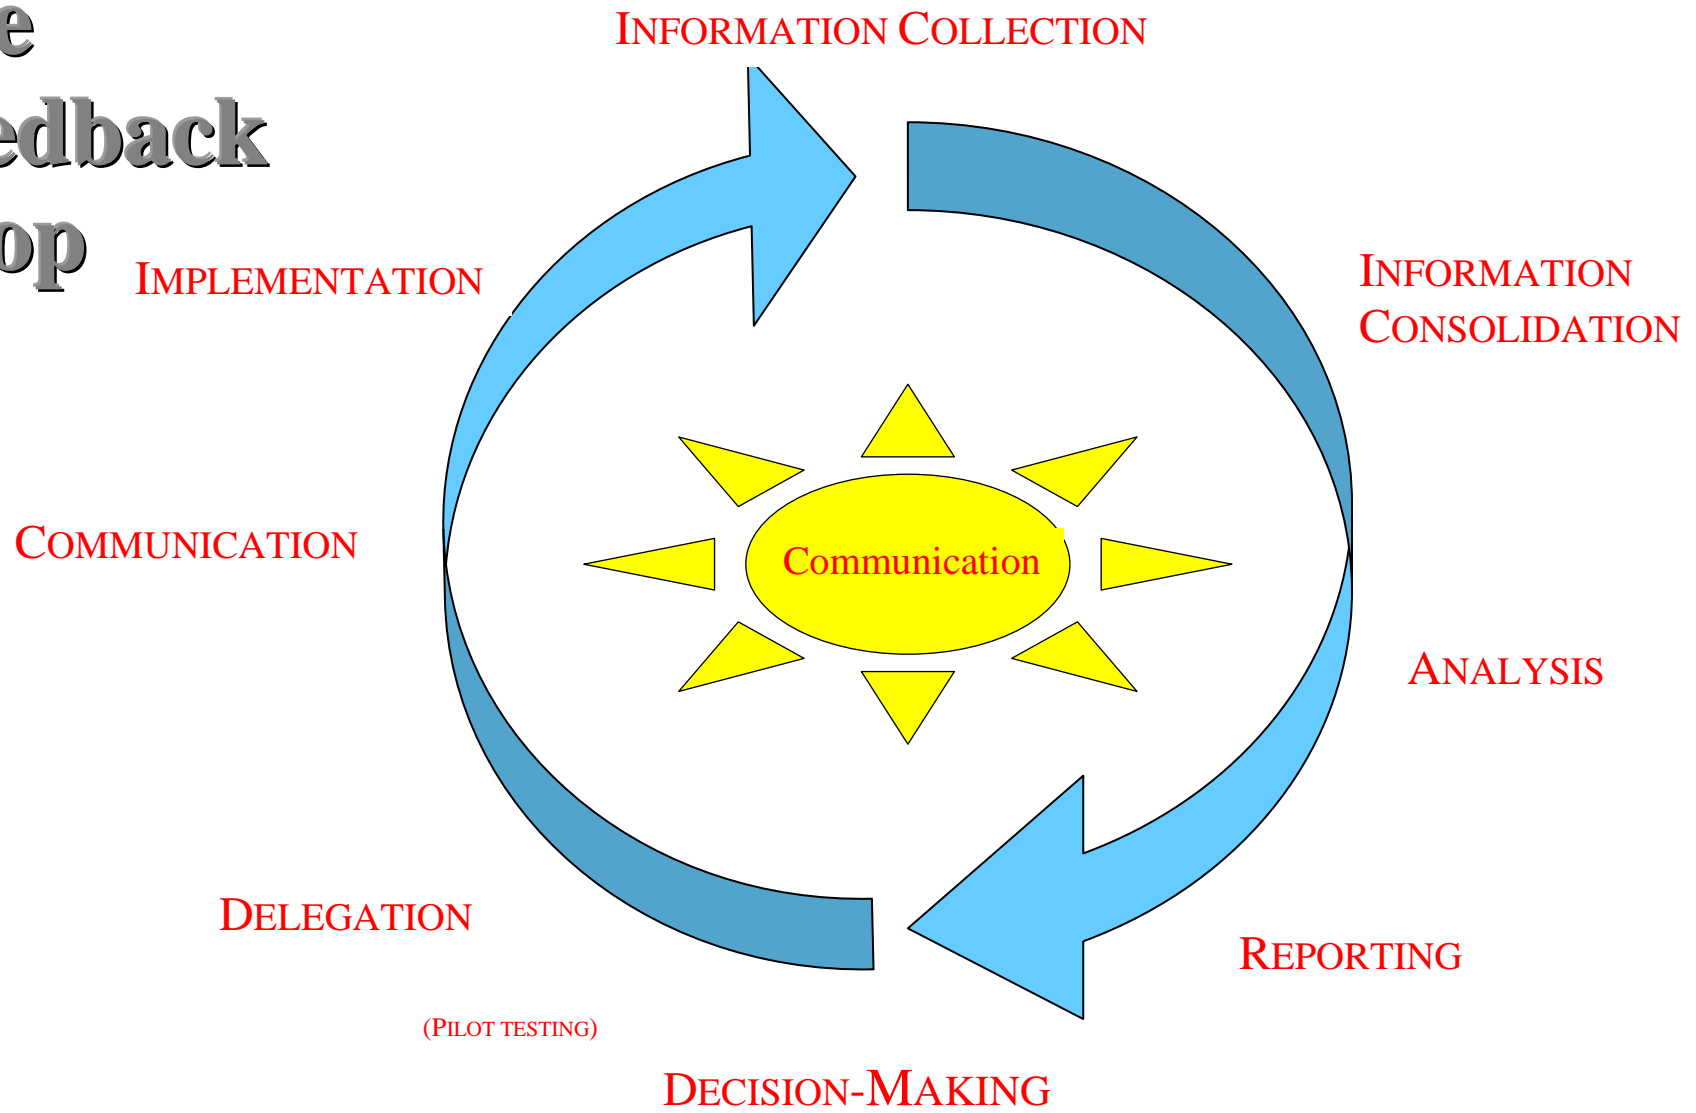 e
edback
op
INFORMATION COLLECTION
IMPLEMENTATION
INFORMATION
CONSOLIDATION
COMMUNICATION
Communication
ANALYSIS
DELEGATION
REPORTING
(PILOT TESTING)
DECISION-MAKING